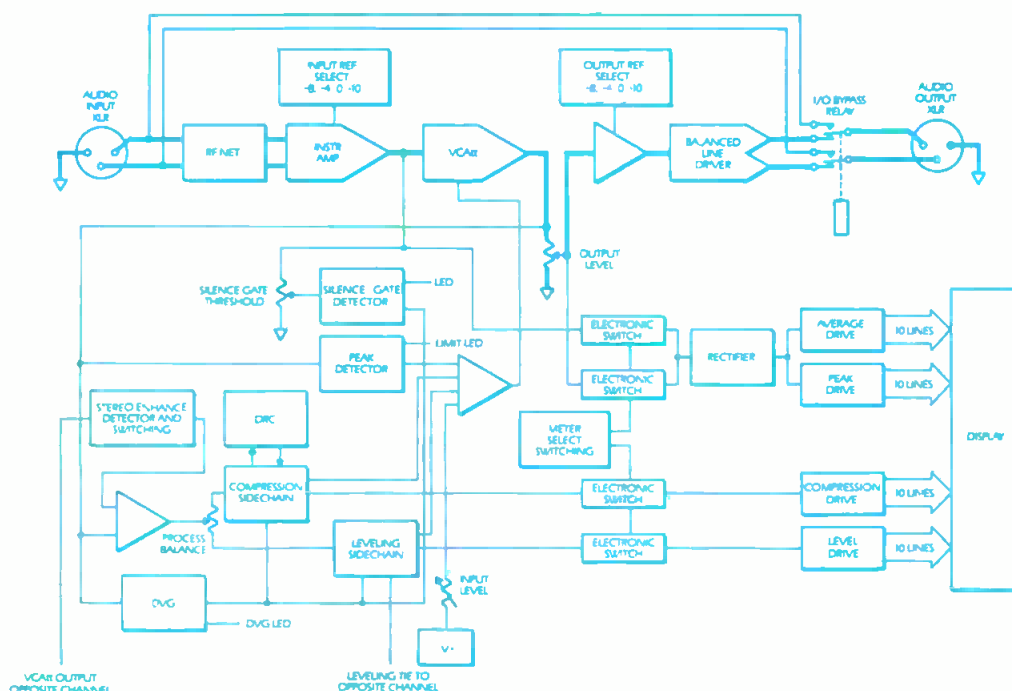 INPUT REF
SELECT
-8, -4 0 -10
OUTPUT REF
SELECT
-8, -4 0 -10
AUDIO
INPUT
XLR
I/O BYPASS
RELAY
AUDIO
OUTPUT
XLR
RF NET
INSTR
AMP
VCA
BALANCED
LINE
DRIVER
OUTPUT
LEVEL
SILENCE GATE
THRESHOLD
SILENCE GATE
DETECTOR
LED
LIMIT LED
PEAK
DETECTOR
ELECTRONIC
SWITCH
ELECTRONIC
SWITCH
RECTIFIER
AVERAGE
DRIVE
10 LINES
PEAK
DRIVE
10 LINES
STEREO ENHANCE
DETECTOR AND
SWITCHING
DRC
METER
SELECT
SWITCHING
DISPLAY
COMPRESSION
SIDECHAIN
ELECTRONIC
SWITCH
COMPRESSION
DRIVE
10 LINES
PROCESS
BALANCE
LEVELING
SIDECHAIN
ELECTRONIC
SWITCH
LEVEL
DRIVE
10 LINES
INPUT
LEVEL
DVG
DVG LED
V+
VCA OUTPUT
OPPOSITE CHANNEL
LEVELING TIE TO
OPPOSITE CHANNEL